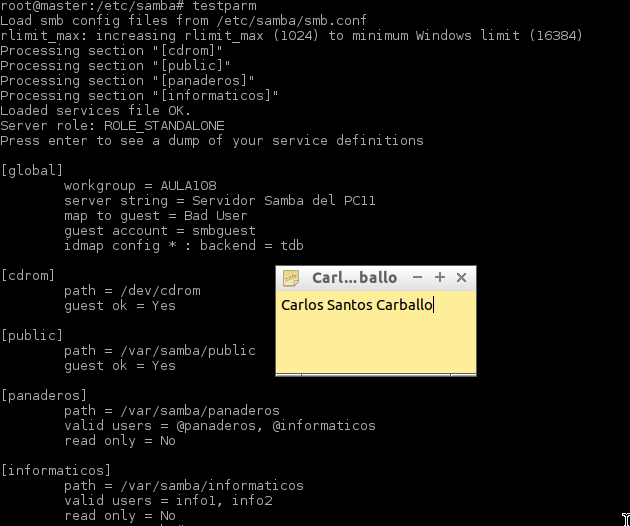 root@master:/etc/samba# testparm
Load smb config files from /etc/samba/smb.conf
rlimit_max: increasing rlimit_max (1024) to minimum Windows limit (16384)
Processing section "[cdrom]"
Processing section "[public]"
Processing section "[panaderos]"
Processing section "[informaticos]"
Loaded services file OK.
Server role: ROLE_STANDALONE
Press enter to see a dump of your service definitions
[global]
workgroup = AULA108
server string = Servidor Samba del PC11
map to guest = Bad User
guest account = smbguest
idmap config * : backend = tdb
[cdrom]
path = /dev/cdrom
guest ok = Yes
Carl...ballo
Carlos Santos Carballo
[public]
path = /var/samba/public
guest ok = Yes
[panaderos]
path = /var/samba/panaderos
valid users = @panaderos, @informaticos
read only = No
[informaticos]
path = /var/samba/informaticos
valid users = info1, info2
read only = No